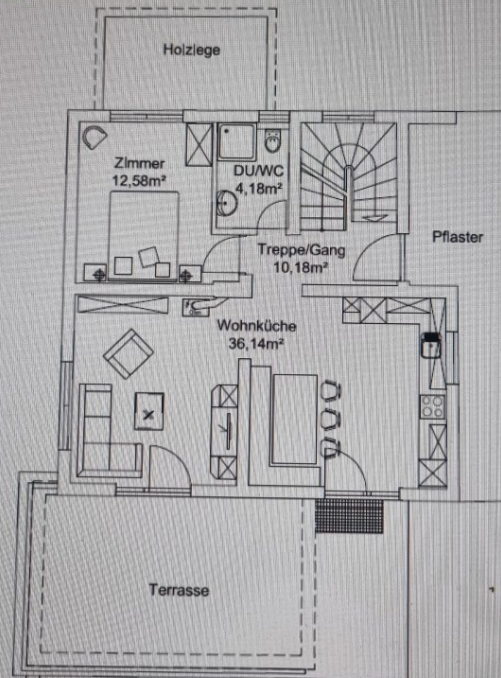 Holzlege
Zimmer
12,58m²
DU/WC
4,18m²
Treppe/Gang
10,18m²
Pflaster
Wohnküche
36,14m²
Terrasse